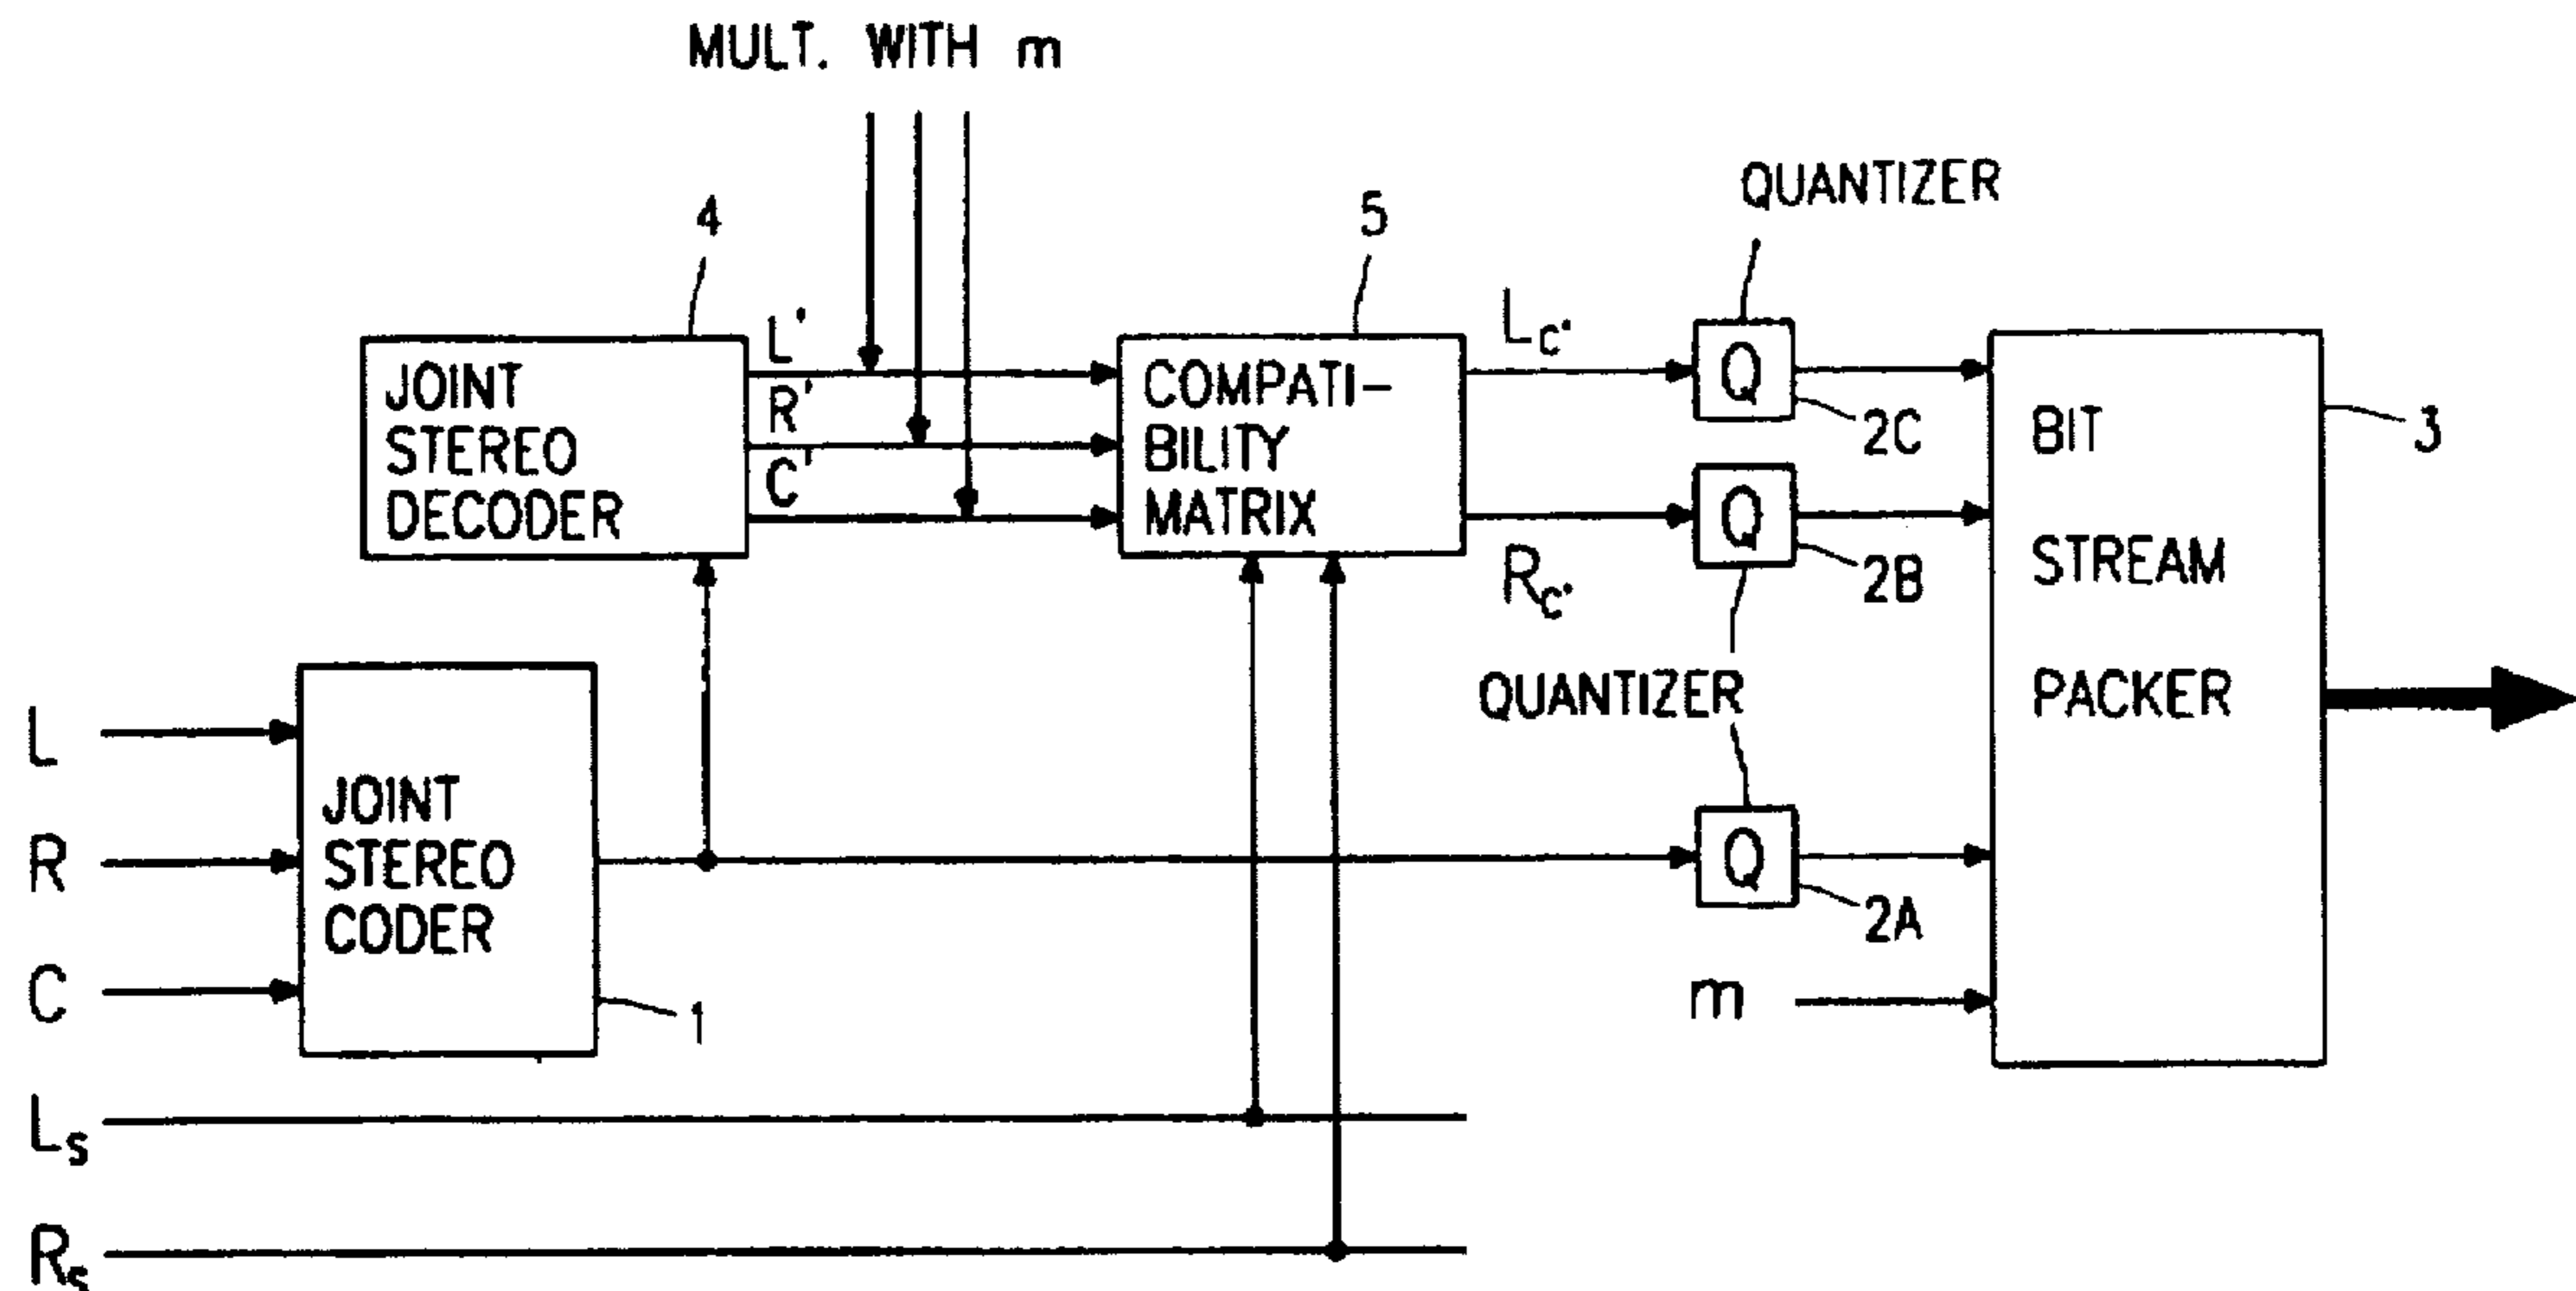 MULT. WITH m
QUANTIZER
4
5
L'
R'
C'
JOINT
STEREO
DECODER
COMPATI-
BILITY
MATRIX
Lc'
Rc'
Q
2C
Q
2B
BIT
STREAM
PACKER
3
QUANTIZER
L
R
C
JOINT
STEREO
CODER
1
Q
2A
m
Ls
Rs